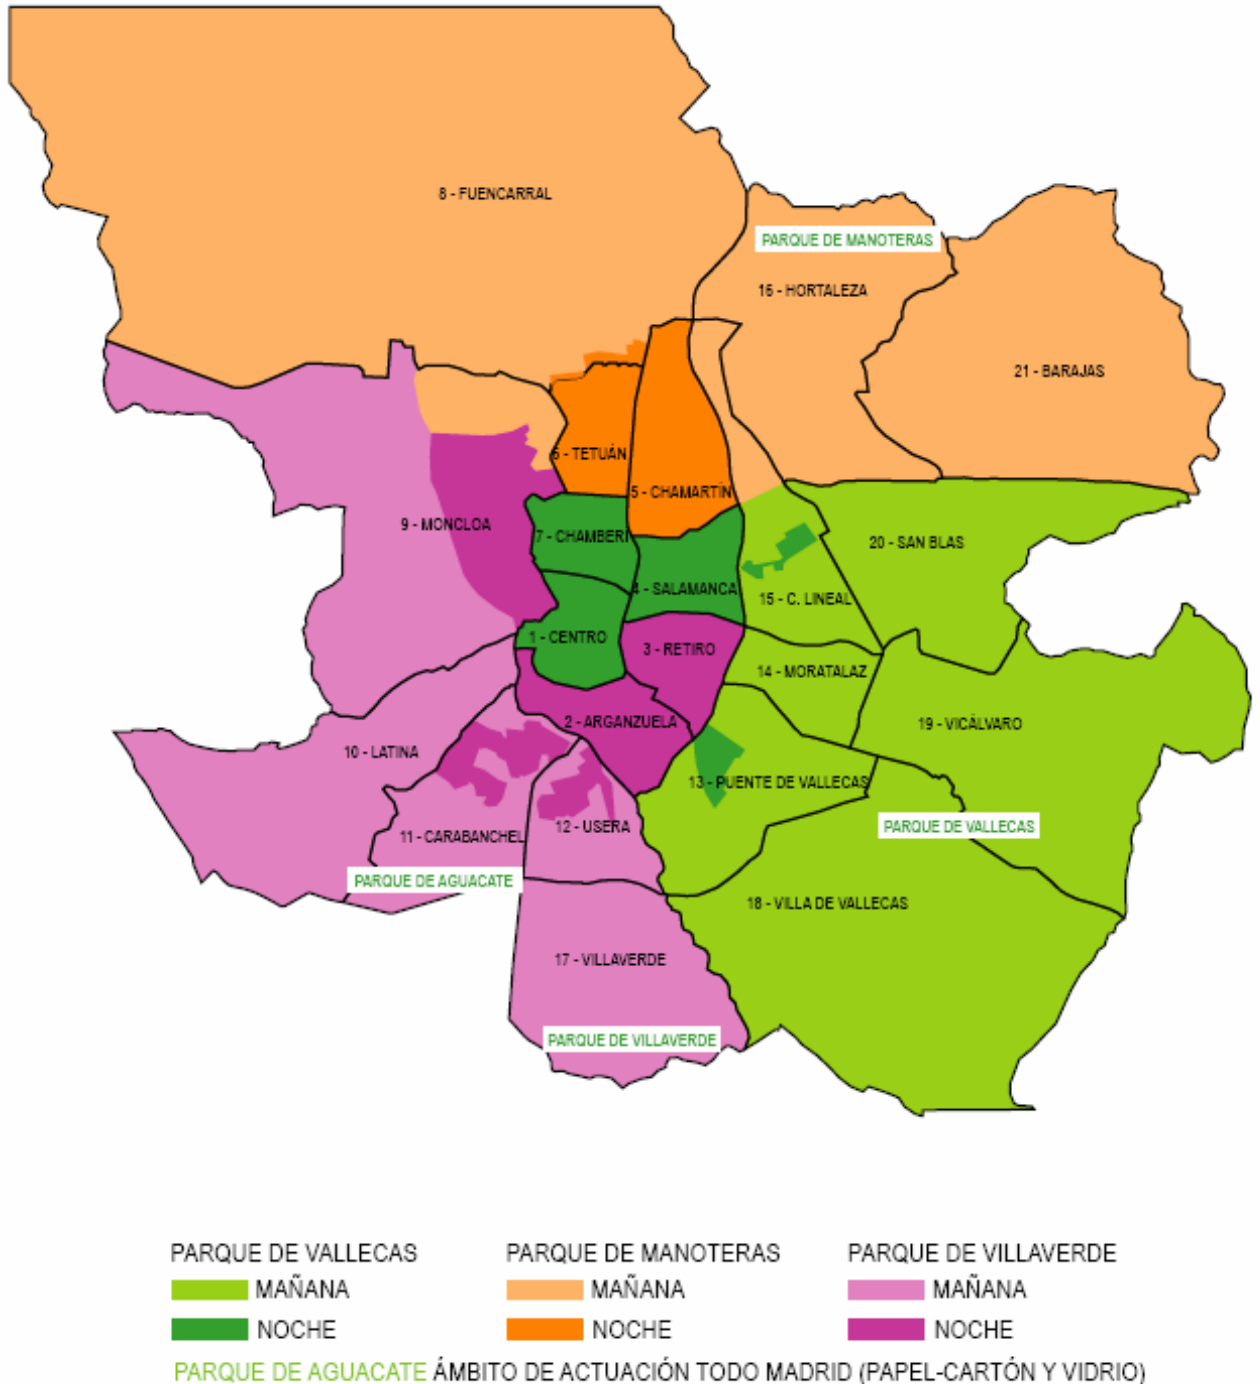 8 - FUENCARRAL
PARQUE DE MANOTERAS
16 - HORTALEZA
21 - BARAJAS
6 - TETUÁN
5 - CHAMARTÍN
9 - MONCLOA
7 - CHAMBERÍ
20 - SAN BLAS
4 - SALAMANCA
15 - C. LINEAL
1 - CENTRO
3 - RETIRO
14 - MORATALAZ
2 - ARGANZUELA
19 - VICÁLVARO
10 - LATINA
13 - PUENTE DE VALLECAS
12 - USERA
PARQUE DE VALLECAS
11 - CARABANCHEL
PARQUE DE AGUACATE
18 - VILLA DE VALLECAS
17 - VILLAVERDE
PARQUE DE VILLAVERDE
PARQUE DE VALLECAS
MAÑANA
NOCHE
PARQUE DE MANOTERAS
MAÑANA
NOCHE
PARQUE DE VILLAVERDE
MAÑANA
NOCHE
PARQUE DE AGUACATE ÁMBITO DE ACTUACIÓN TODO MADRID (PAPEL-CARTÓN Y VIDRIO)